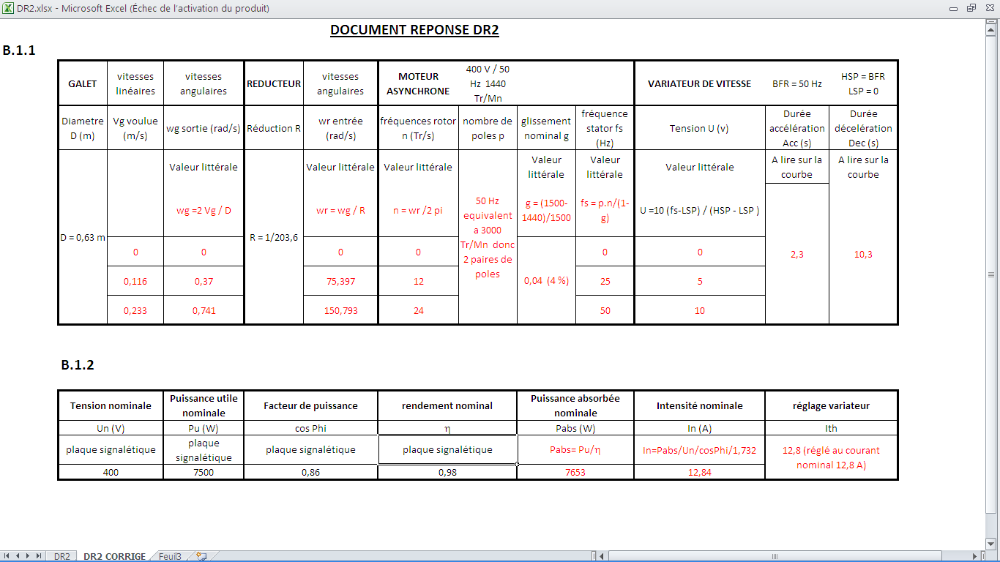 DR2.xlsx - Microsoft Excel (Échec de l'activation du produit)
DOCUMENT REPONSE DR2
B.1.1
GALET
vitesses
linéaires
vitesses
angulaires
REDUCTEUR
vitesses
angulaires
MOTEUR
ASYNCHRONE
400 V / 50
Hz 1440
Tr/Mn
VARIATEUR DE VITESSE
BFR = 50 Hz
HSP = BFR
LSP = 0
Diametre
D (m)
Vg voulue
(m/s)
wg sortie (rad/s)
Réduction R
wr entrée
(rad/s)
fréquences rotor
n (Tr/s)
nombre de
poles p
glissement
nominal g
fréquence
stator fs
(Hz)
Tension U (v)
Durée
accélération
Acc (s)
Durée
décelération
Dec (s)
D = 0,63 m
Valeur littérale
wg =2 Vg / D
R = 1/203,6
Valeur littérale
wr = wg / R
Valeur littérale
n = wr /2 pi
50 Hz
equivalent
a 3000
Tr/Mn donc
2 paires de
poles
Valeur
littérale
g = (1500-
1440)/1500
Valeur
littérale
fs = p.n/(1-
g)
Valeur littérale
U =10 (fs-LSP) / (HSP - LSP )
A lire sur la
courbe
A lire sur la
courbe
0
0
0
0
0
0
2,3
10,3
0,116
0,37
75,397
12
0,04 (4 %)
25
5
0,233
0,741
150,793
24
50
10
B.1.2
Tension nominale
Puissance utile
nominale
Facteur de puissance
rendement nominal
Puissance absorbée
nominale
Intensité nominale
réglage variateur
Un (V)
Pu (W)
cos Phi
η
Pabs (W)
In (A)
Ith
plaque signalétique
plaque
signalétique
plaque signalétique
plaque signalétique
Pabs= Pu/η
In=Pabs/Un/cosPhi/1,732
12,8 (réglé au courant
nominal 12,8 A)
400
7500
0,86
0,98
7653
12,84
DR2
DR2 CORRIGE
Feuil3